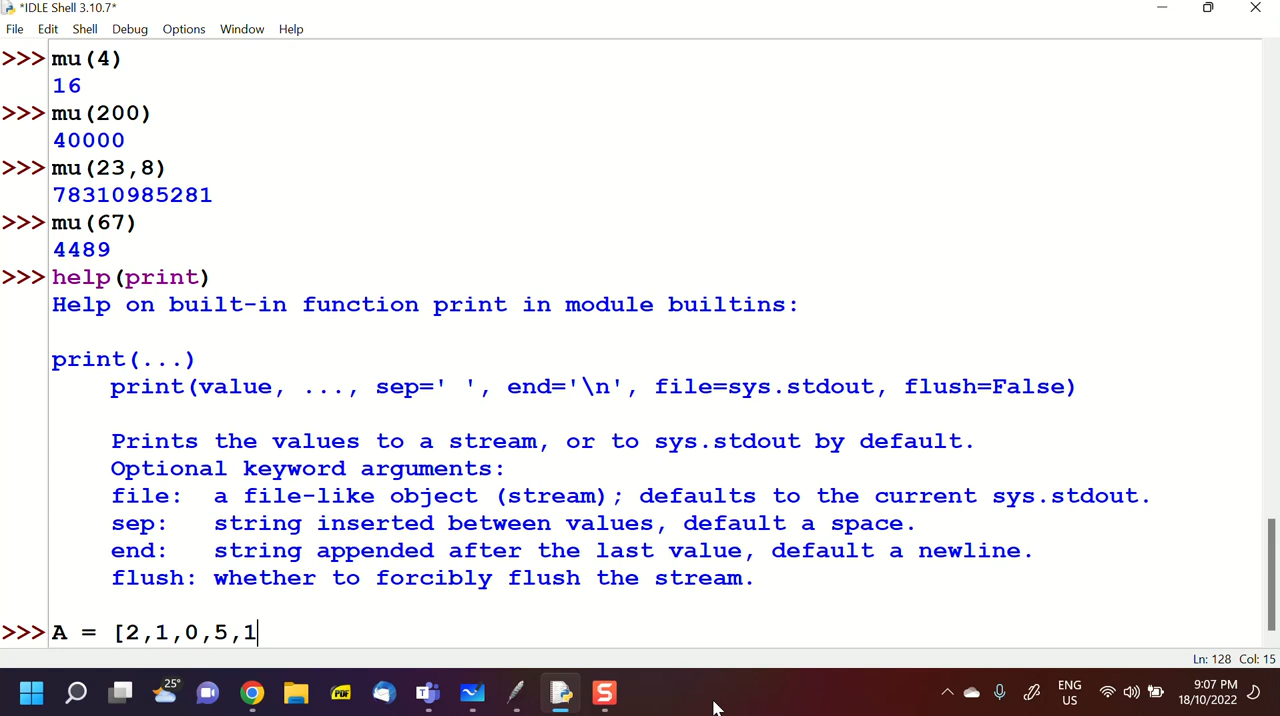 *IDLE Shell 3.10.7*
File Edit Shell Debug Options Window Help
>>> mu(4)
16
>>> mu(200)
40000
>>> mu(23,8)
78310985281
>>> mu(67)
4489
>>> help(print)
Help on built-in function print in module builtins:
print(...)
print(value, ..., sep=' ', end='\n', file=sys.stdout, flush=False)
Prints the values to a stream, or to sys.stdout by default.
Optional keyword arguments:
file: a file-like object (stream); defaults to the current sys.stdout.
sep: string inserted between values, default a space.
end: string appended after the last value, default a newline.
flush: whether to forcibly flush the stream.
>>> A = [2,1,0,5,1
Ln: 128 Col: 15
25°
PDF
S
ENG
US
9:07 PM
18/10/2022